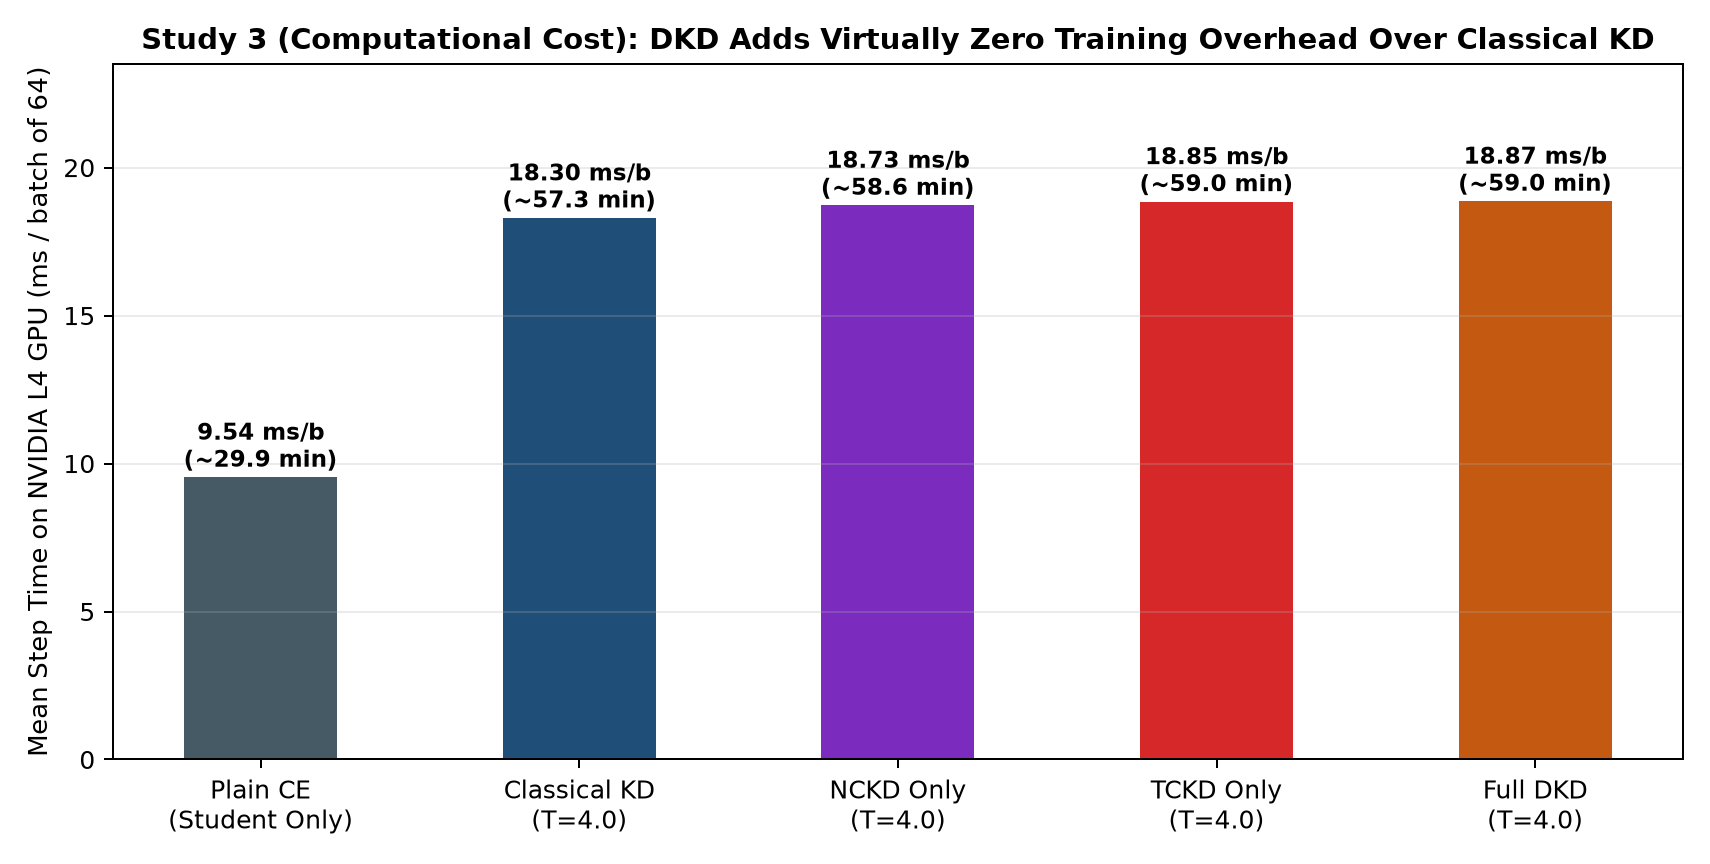 Study 3 (Computational Cost): DKD Adds Virtually Zero Training Overhead Over Classical KD
Mean Step Time on NVIDIA L4 GPU (ms / batch of 64)
20
15
10
5
0
9.54 ms/b
(~29.9 min)
18.30 ms/b
(~57.3 min)
18.73 ms/b
(~58.6 min)
18.85 ms/b
(~59.0 min)
18.87 ms/b
(~59.0 min)
Plain CE
(Student Only)
Classical KD
(T=4.0)
NCKD Only
(T=4.0)
TCKD Only
(T=4.0)
Full DKD
(T=4.0)